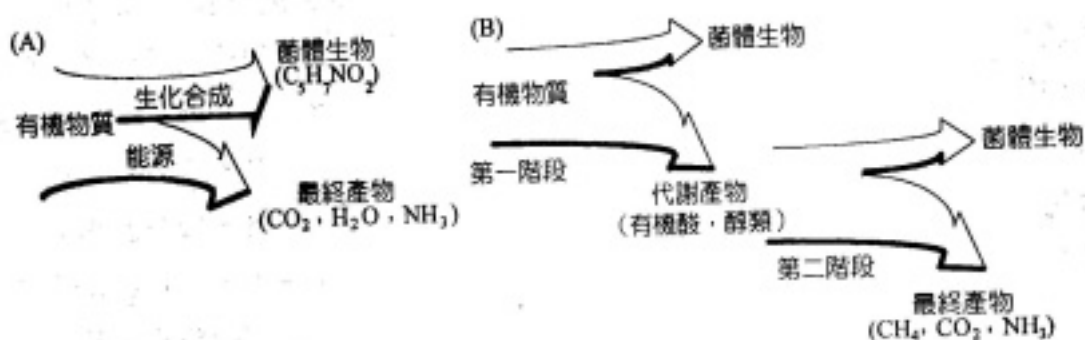 (A)
菌體生物
(C₅H₇NO₂)
生化合成
有機物質
能源
最終產物
(CO₂,H₂O,NH₃)
(B)
菌體生物
有機物質
第一階段
代謝產物
(有機酸,醇類)
菌體生物
第二階段
最終產物
(CH₄,CO₂,NH₃)